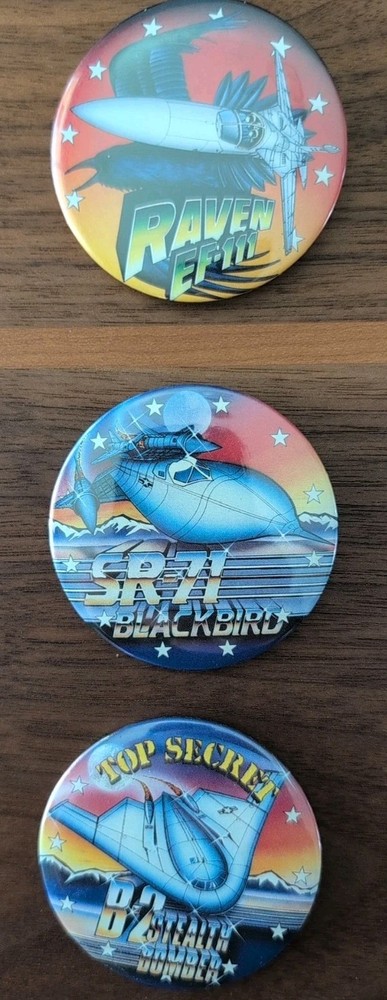 RAVEN
EF-111
SR-71
BLACKBIRD
TOP SECRET
B2 STEALTH
BOMBER